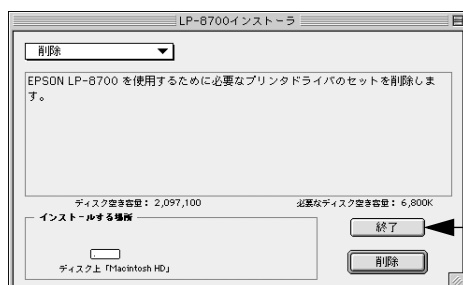 LP-8700インストーラ
削除
EPSON LP-8700 を使用するために必要なプリンタドライバのセットを削除しま
す。
ディスク空き容量： 2,097,100
必要なディスク空き容量： 6,800K
インストールする場所
終了
ディスク上「Macintosh HD」
削除